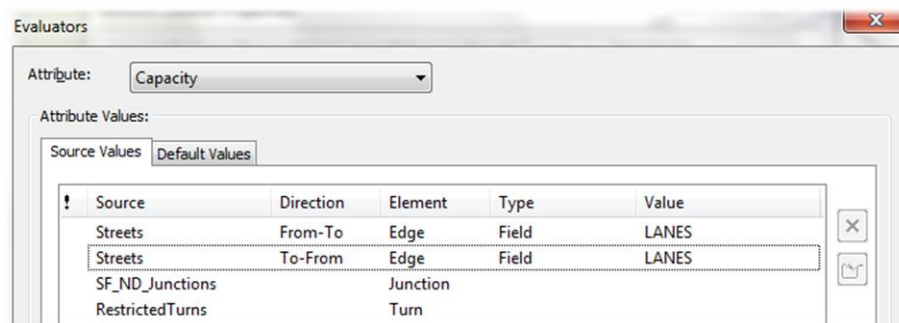 Evaluators
Attribute: Capacity
Attribute Values:
Source Values Default Values
! Source Direction Element Type Value
Streets From-To Edge Field LANES
Streets To-From Edge Field LANES
SF_ND_Junctions Junction
RestrictedTurns Turn